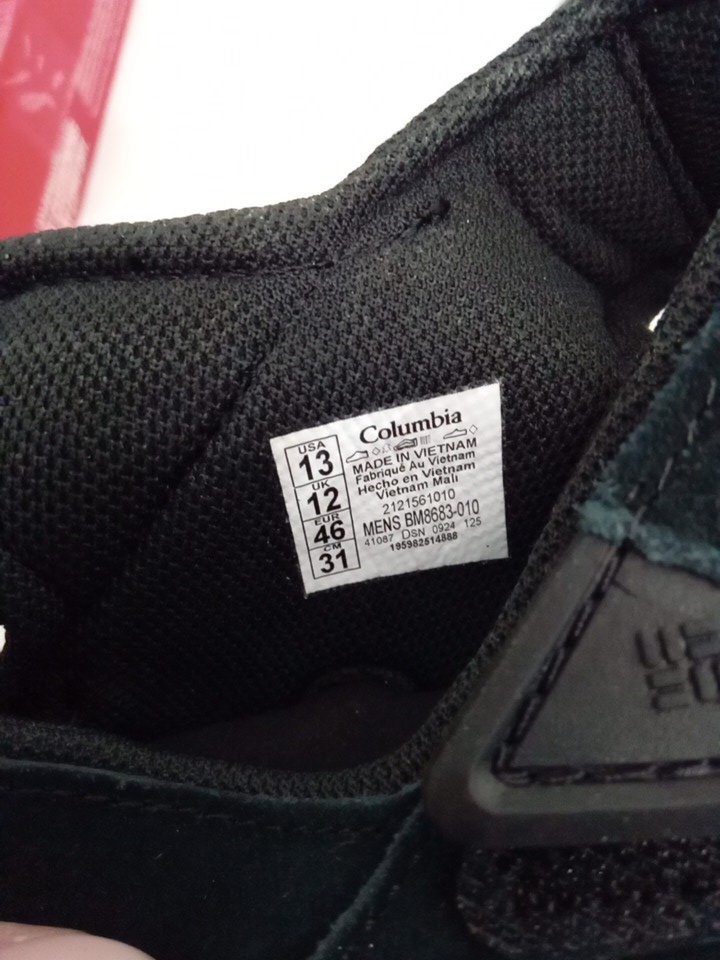 USA
13
UK
12
EUR
46
CM
31
Columbia
MADE IN VIETNAM
Fabriqué Au Vietnam
Hecho en Vietnam
Vietnam Mali
2121561010
MENS BM8683-010
41087 DSN 0924 125
195982514888